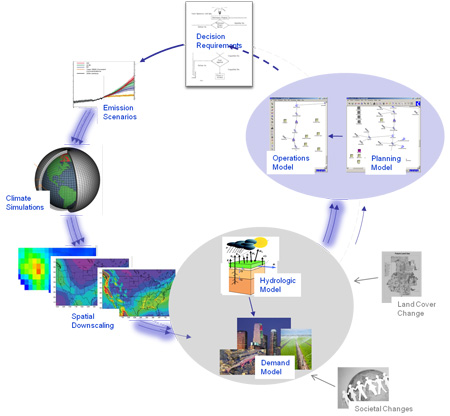 Decision
Requirements
Emission
Scenarios
Operations
Model
Planning
Model
Climate
Simulations
Hydrologic
Model
Spatial
Downscaling
Land Cover
Change
Demand
Model
Societal Changes